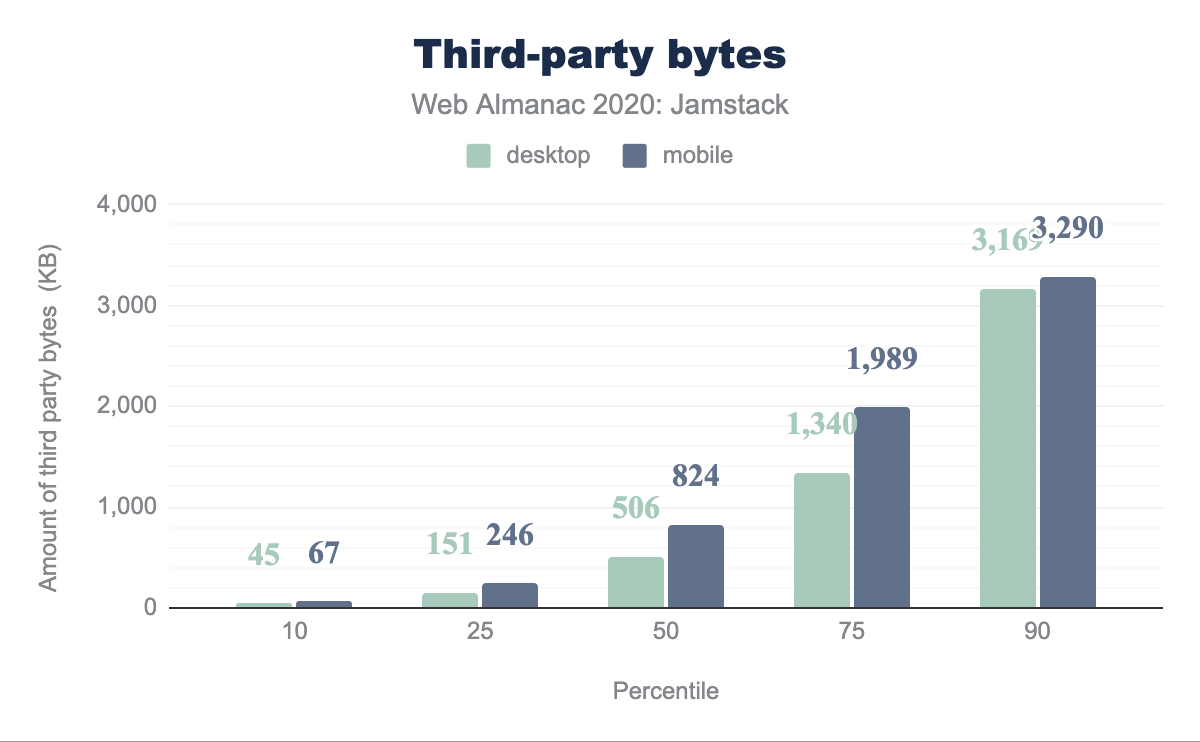 Third-party bytes
Web Almanac 2020: Jamstack
desktop mobile
Amount of third party bytes (KB)
4,000
3,000
2,000
1,000
0
45 67
151 246
506 824
1,340 1,989
3,169 3,290
10 25 50 75 90
Percentile